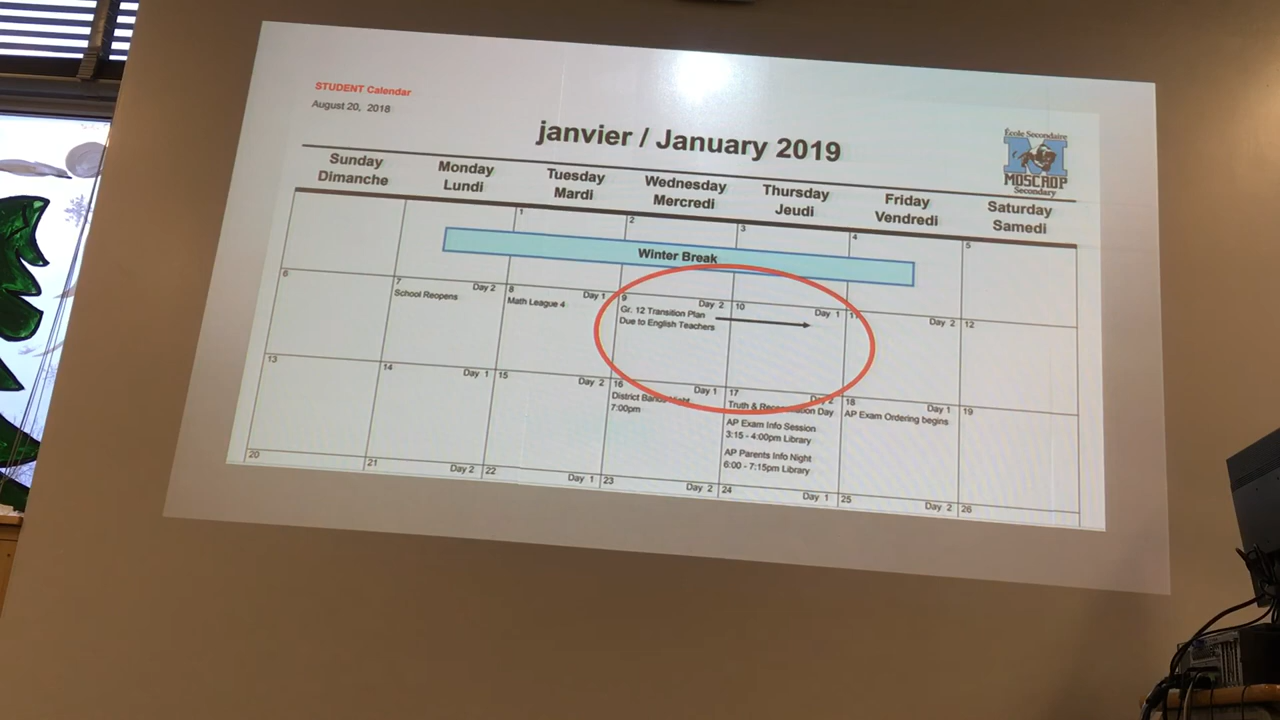 STUDENT Calendar
August 20, 2018
janvier / January 2019
École Secondaire
M
MOSCROP
Secondary
Sunday Monday Tuesday Wednesday Thursday Friday Saturday
Dimanche Lundi Mardi Mercredi Jeudi Vendredi Samedi
1 2 3 4 5
Winter Break
6
7 Day 2
School Reopens
8 Day 1
Math League 4
9 Day 2
Gr. 12 Transition Plan
Due to English Teachers
10 Day 1
11 Day 2
12
13
14 Day 1
15 Day 2
16 Day 1
District Bands Night
7:00pm
17 Day 2
Truth & Reconciliation Day
AP Exam Info Session
3:15 - 4:00pm Library
AP Parents Info Night
6:00 - 7:15pm Library
18 Day 1
AP Exam Ordering begins
19
20
21 Day 2
22 Day 1
23 Day 2
24 Day 1
25 Day 2
26